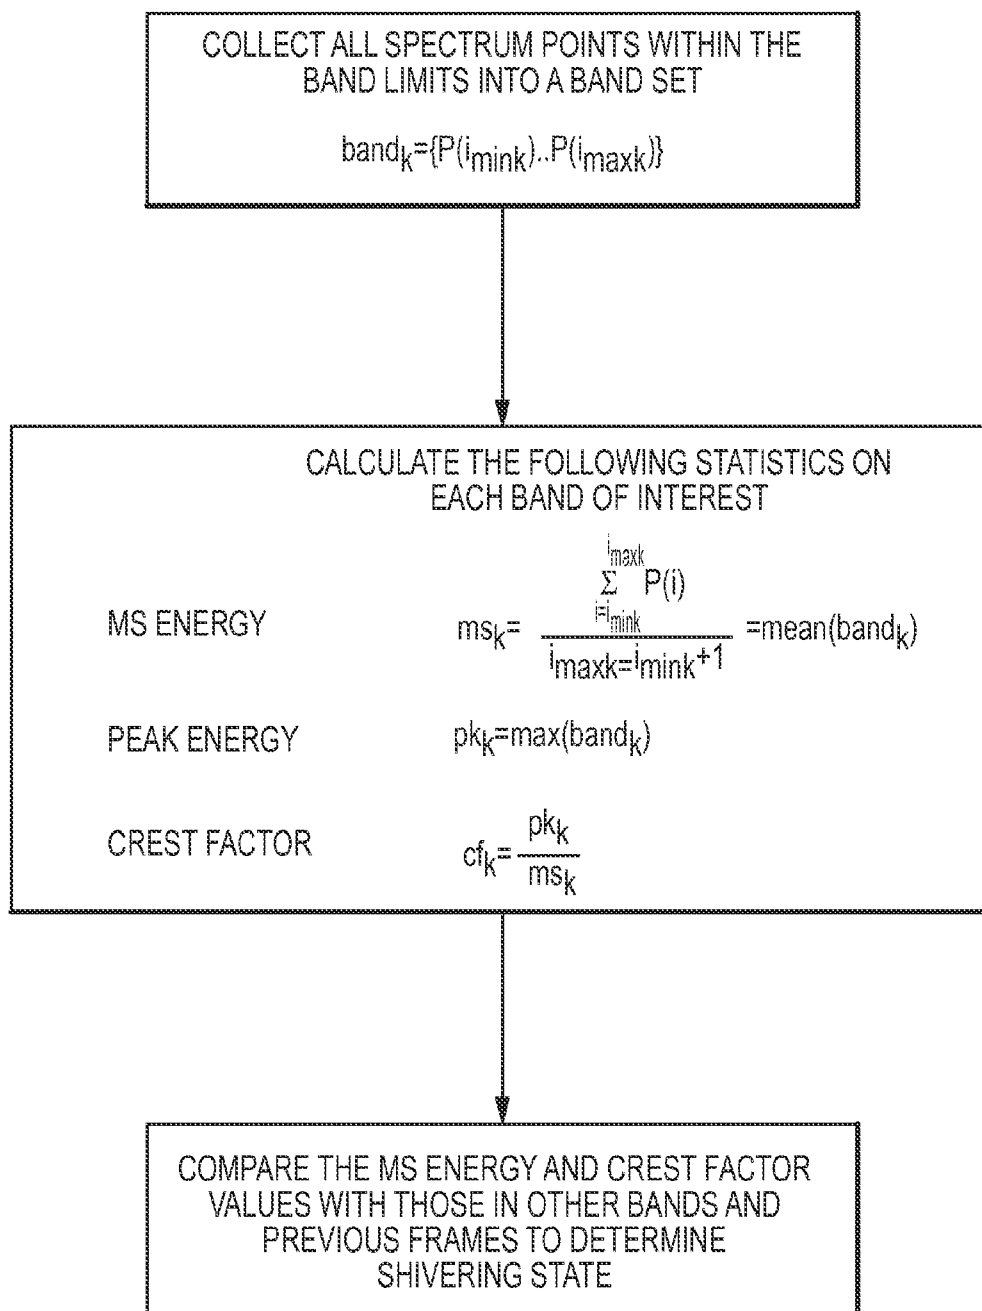 COLLECT ALL SPECTRUM POINTS WITHIN THE
BAND LIMITS INTO A BAND SET
band_k={P(i_mink)..P(i_maxk)}
CALCULATE THE FOLLOWING STATISTICS ON
EACH BAND OF INTEREST
i_maxk
Σ P(i)
i=i_mink
MS ENERGY ms_k= =mean(band_k)
i_maxk=i_mink+1
PEAK ENERGY pk_k=max(band_k)
pk_k
CREST FACTOR cf_k=
ms_k
COMPARE THE MS ENERGY AND CREST FACTOR
VALUES WITH THOSE IN OTHER BANDS AND
PREVIOUS FRAMES TO DETERMINE
SHIVERING STATE